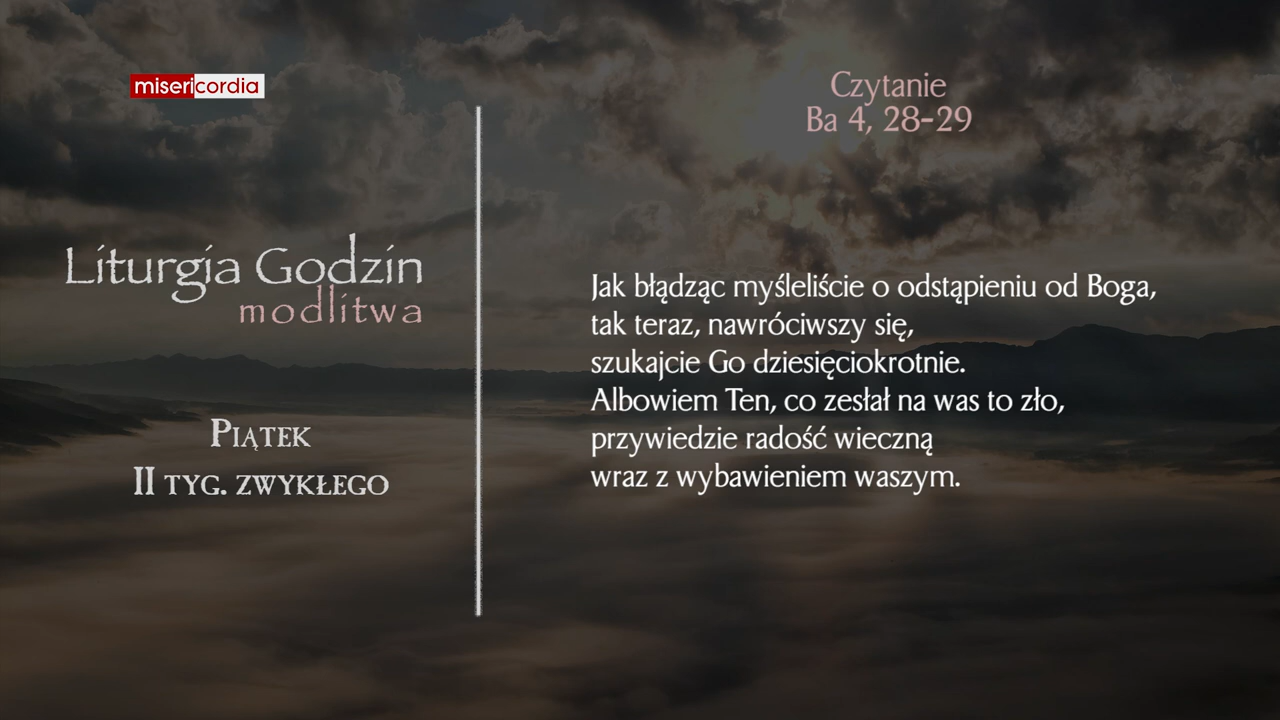 misericordia
Liturgia Godzin
modlitwa
Piątek
II tyg. zwykłego
Czytanie
Ba 4, 28-29
Jak błądząc myśleliście o odstąpieniu od Boga,
tak teraz, nawróciwszy się,
szukajcie Go dziesięciokrotnie.
Albowiem Ten, co zesłał na was to zło,
przywiedzie radość wieczną
wraz z wybawieniem waszym.